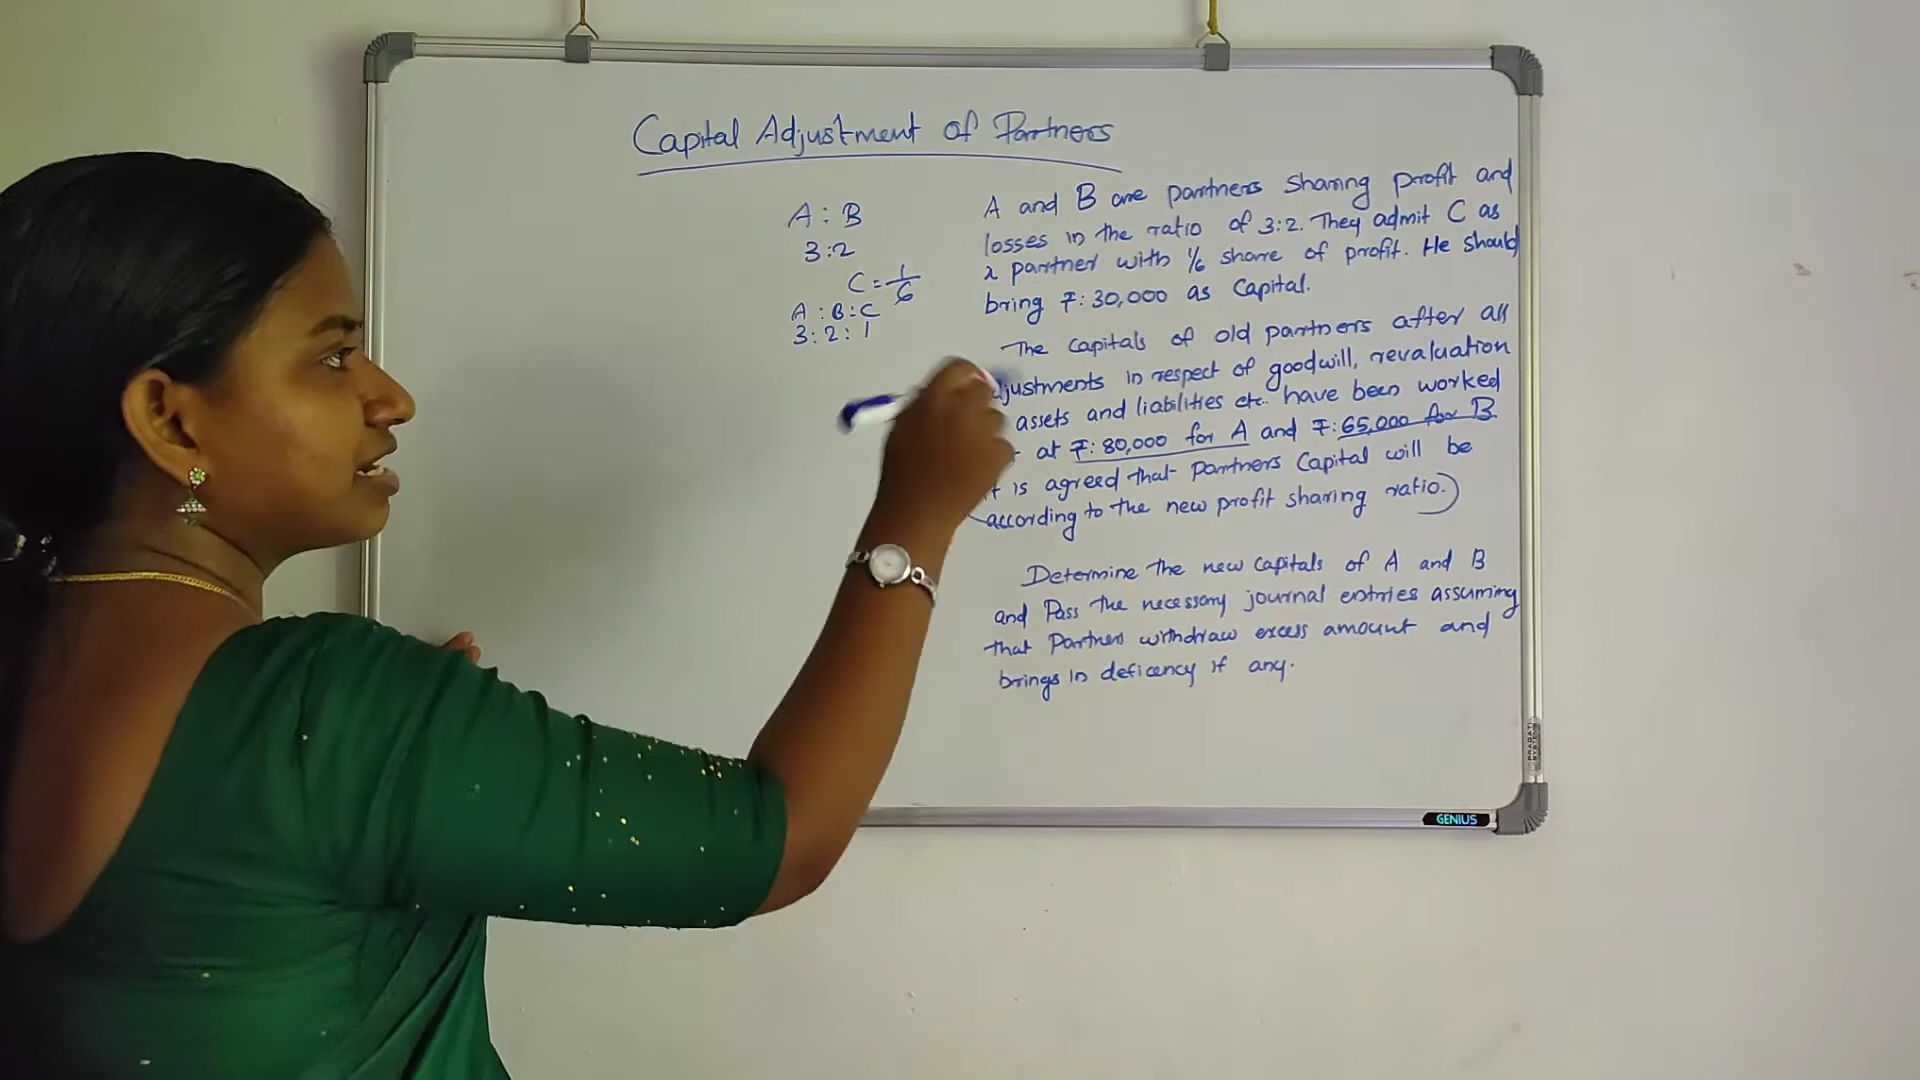 Capital Adjustment of Partners
A : B
3:2
C = 1/6
A : B : C
3 : 2 : 1
A and B are partners sharing profit and
losses in the ratio of 3:2. They admit C as
a partner with 1/6 share of profit. He should
bring ₹: 30,000 as Capital.
The capitals of old partners after all
djustments in respect of goodwill, revaluation
assets and liabilities etc.. have been worked
at ₹: 80,000 for A and ₹: 65,000 for B.
it is agreed that partners Capital will be
according to the new profit sharing ratio.
Determine the new capitals of A and B
and Pass the necessary journal entries assuming
that Partners withdraw excess amount and
brings in deficency if any.
PRABATI SYSTEMS
GENIUS